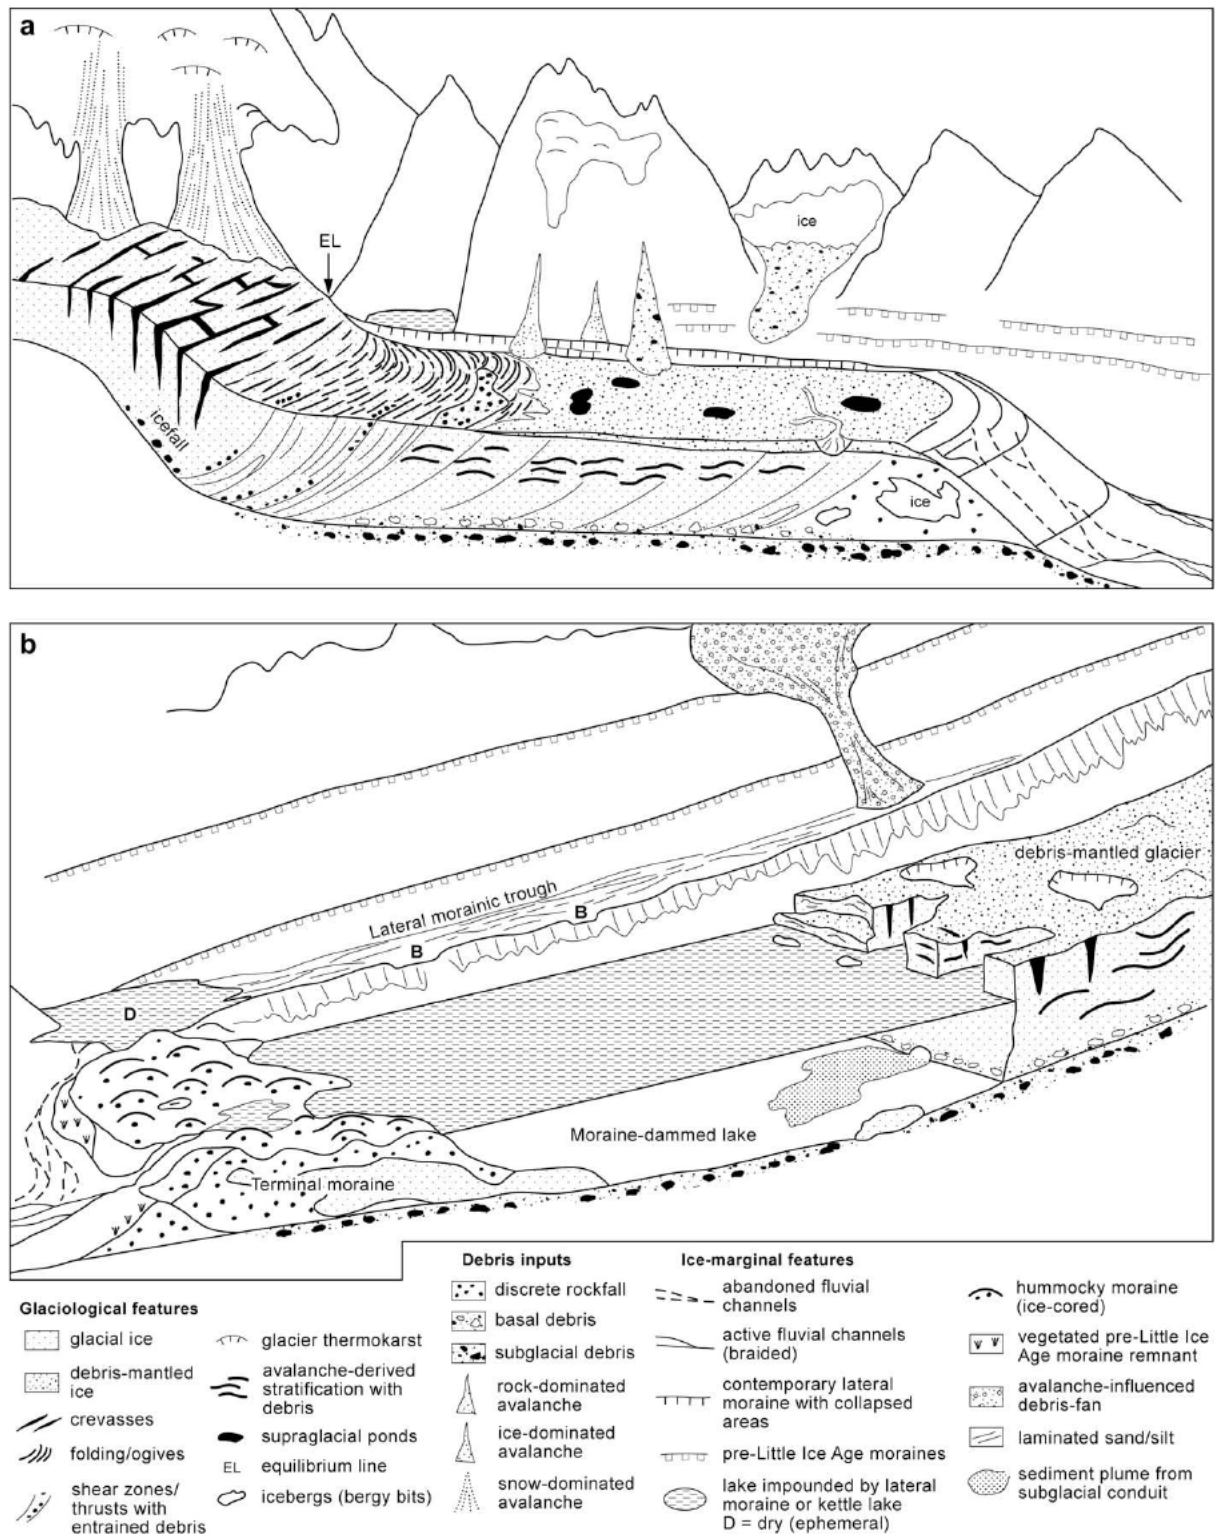 a
EL
ice
icefall
ice
b
debris-mantled glacier
Lateral morainic trough
B
B
D
Moraine-dammed lake
Terminal moraine
Glaciological features
glacial ice
debris-mantled
ice
crevasses
folding/ogives
shear zones/
thrusts with
entrained debris
glacier thermokarst
avalanche-derived
stratification with
debris
supraglacial ponds
EL equilibrium line
icebergs (bergy bits)
Debris inputs
discrete rockfall
basal debris
subglacial debris
rock-dominated
avalanche
ice-dominated
avalanche
snow-dominated
avalanche
Ice-marginal features
abandoned fluvial
channels
active fluvial channels
(braided)
contemporary lateral
moraine with collapsed
areas
pre-Little Ice Age moraines
lake impounded by lateral
moraine or kettle lake
D = dry (ephemeral)
hummocky moraine
(ice-cored)
vegetated pre-Little Ice
Age moraine remnant
avalanche-influenced
debris-fan
laminated sand/silt
sediment plume from
subglacial conduit